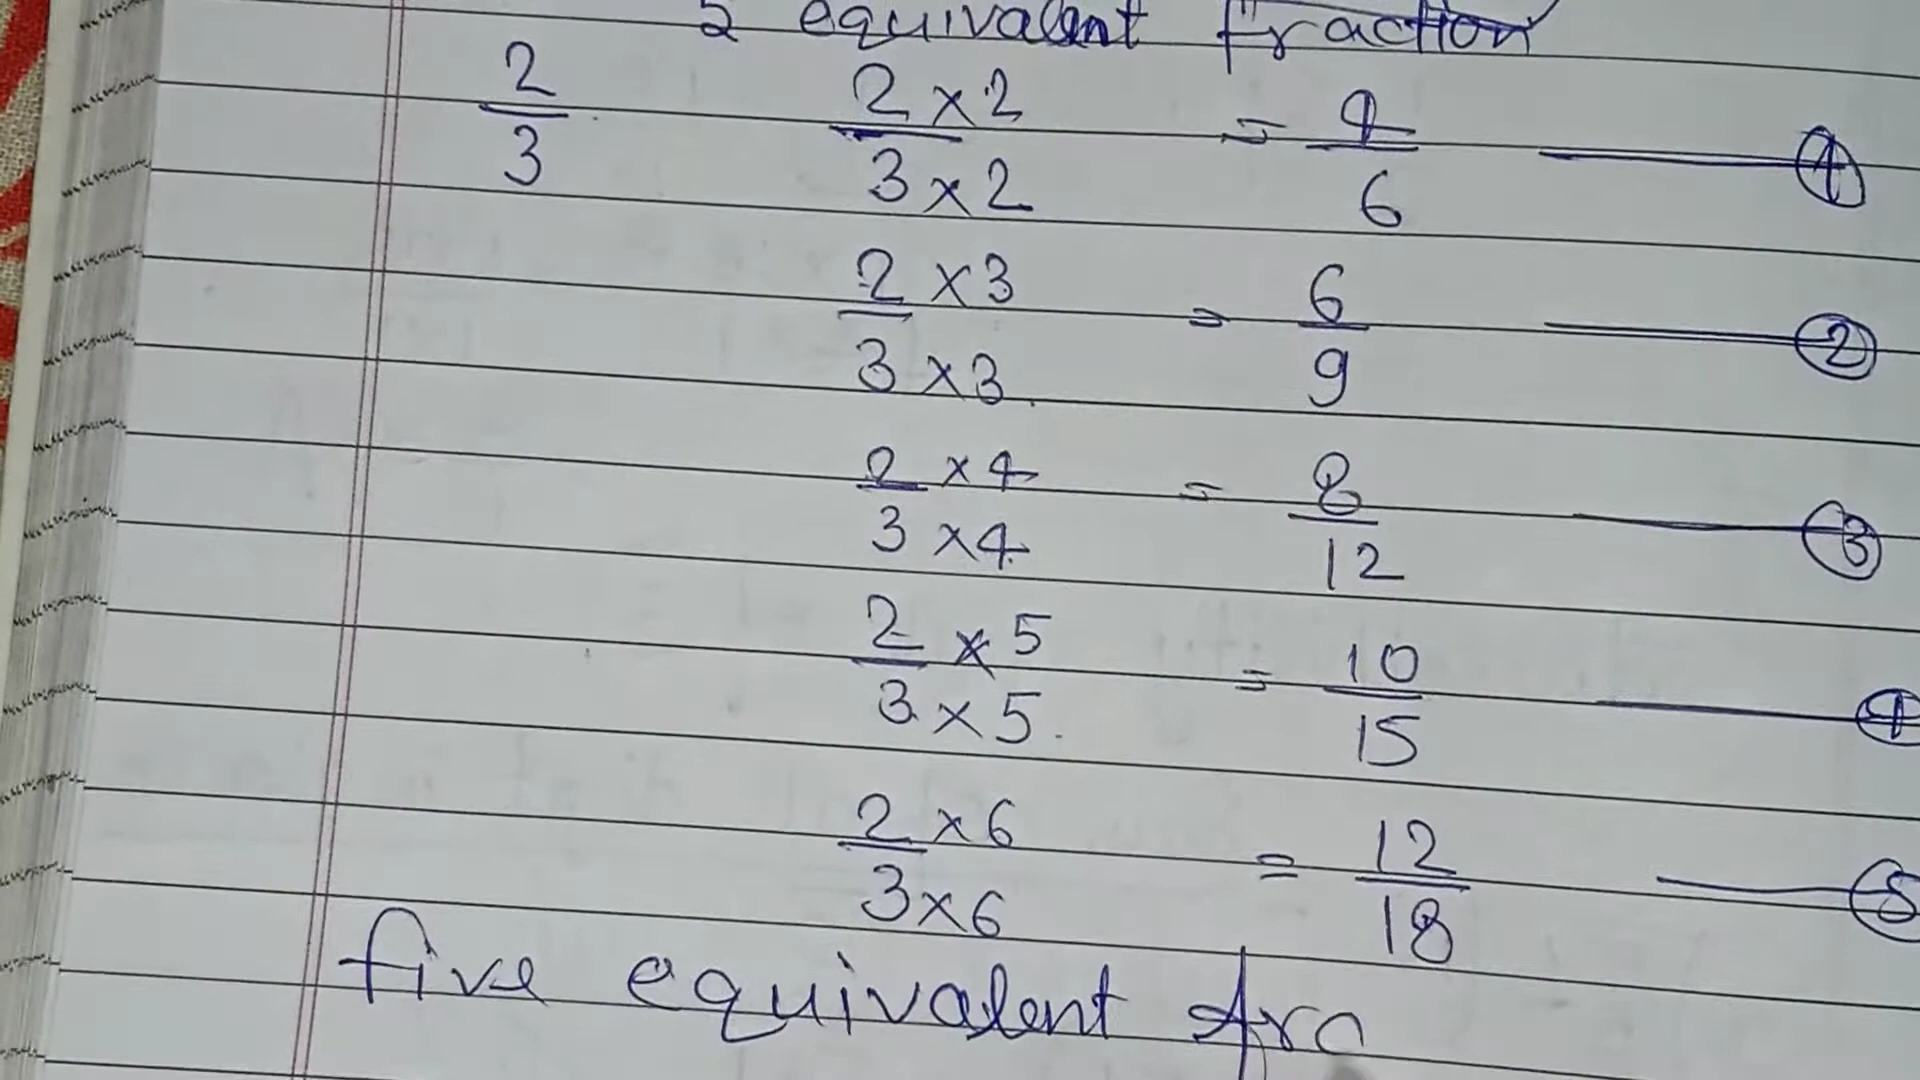 5 equivalent fraction
2/3 2×2/3×2 = 4/6 — 1
2×3/3×3 = 6/9 — 2
2×4/3×4 = 8/12 — 3
2×5/3×5 = 10/15 — 4
2×6/3×6 = 12/18 — 5
five equivalent fra